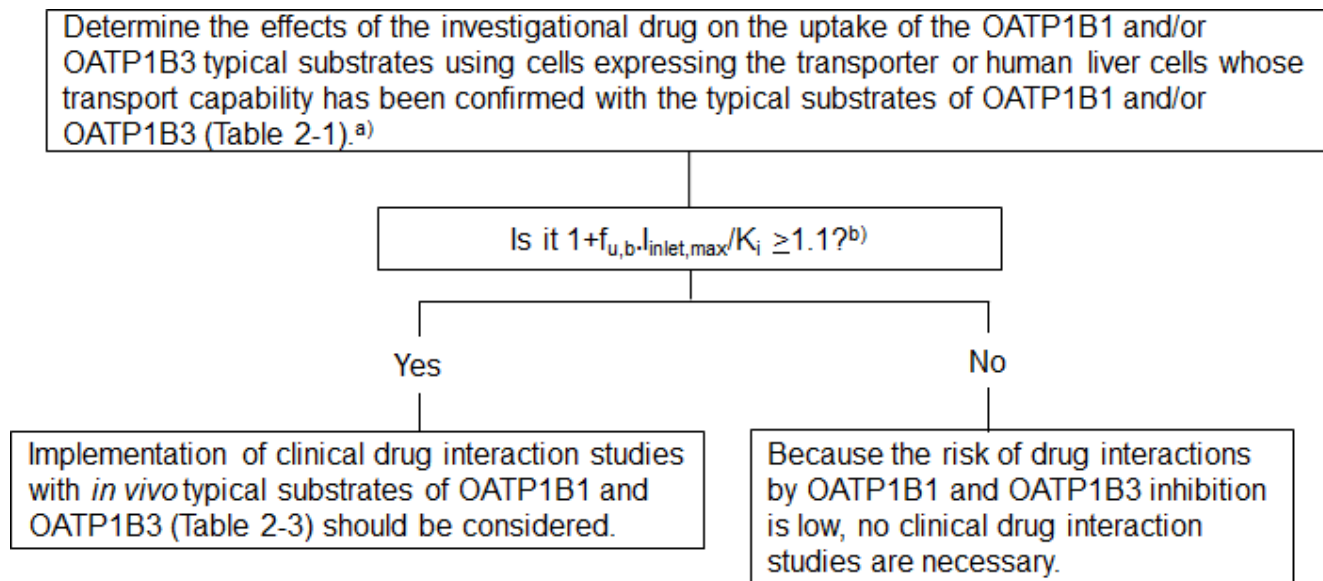 Determine the effects of the investigational drug on the uptake of the OATP1B1 and/or
OATP1B3 typical substrates using cells expressing the transporter or human liver cells whose
transport capability has been confirmed with the typical substrates of OATP1B1 and/or
OATP1B3 (Table 2-1).a)
Is it 1+fu,b.Iinlet,max/Ki ≥1.1?b)
Yes
No
Implementation of clinical drug interaction studies
with in vivo typical substrates of OATP1B1 and
OATP1B3 (Table 2-3) should be considered.
Because the risk of drug interactions
by OATP1B1 and OATP1B3 inhibition
is low, no clinical drug interaction
studies are necessary.